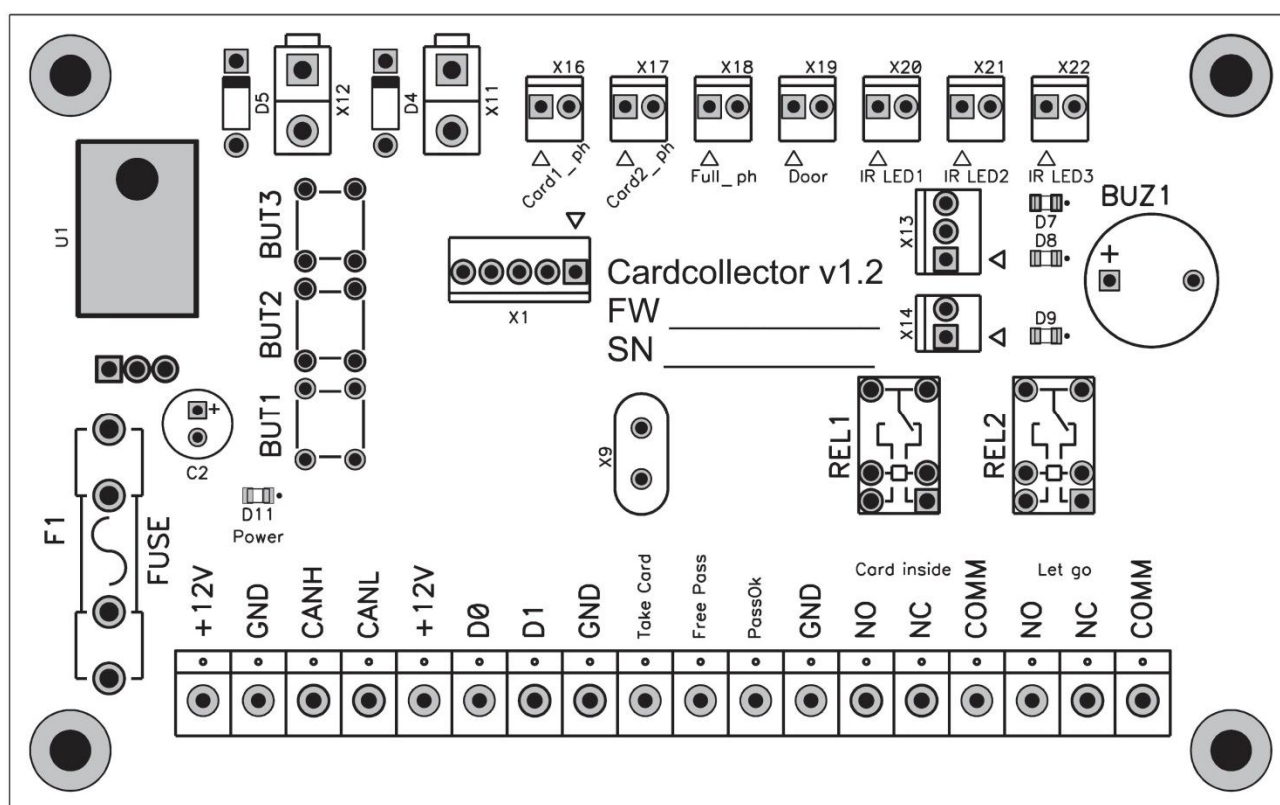 X16 X17 X18 X19 X20 X21 X22
D5 X12 D4 X11
Card1_ph Card2_ph Full_ph Door IR LED1 IR LED2 IR LED3
U1
BUT3
X13
D7
BUZ1
D8
+
Cardcollector v1.2
X1
FW
BUT2
X14
D9
SN
BUT1
+
C2
X9
REL1
REL2
D11
Power
F1
FUSE
Card inside
Let go
+12V GND CANH CANL +12V D0 D1 GND Take Card Free Pass PassOk GND NO NC COMM NO NC COMM